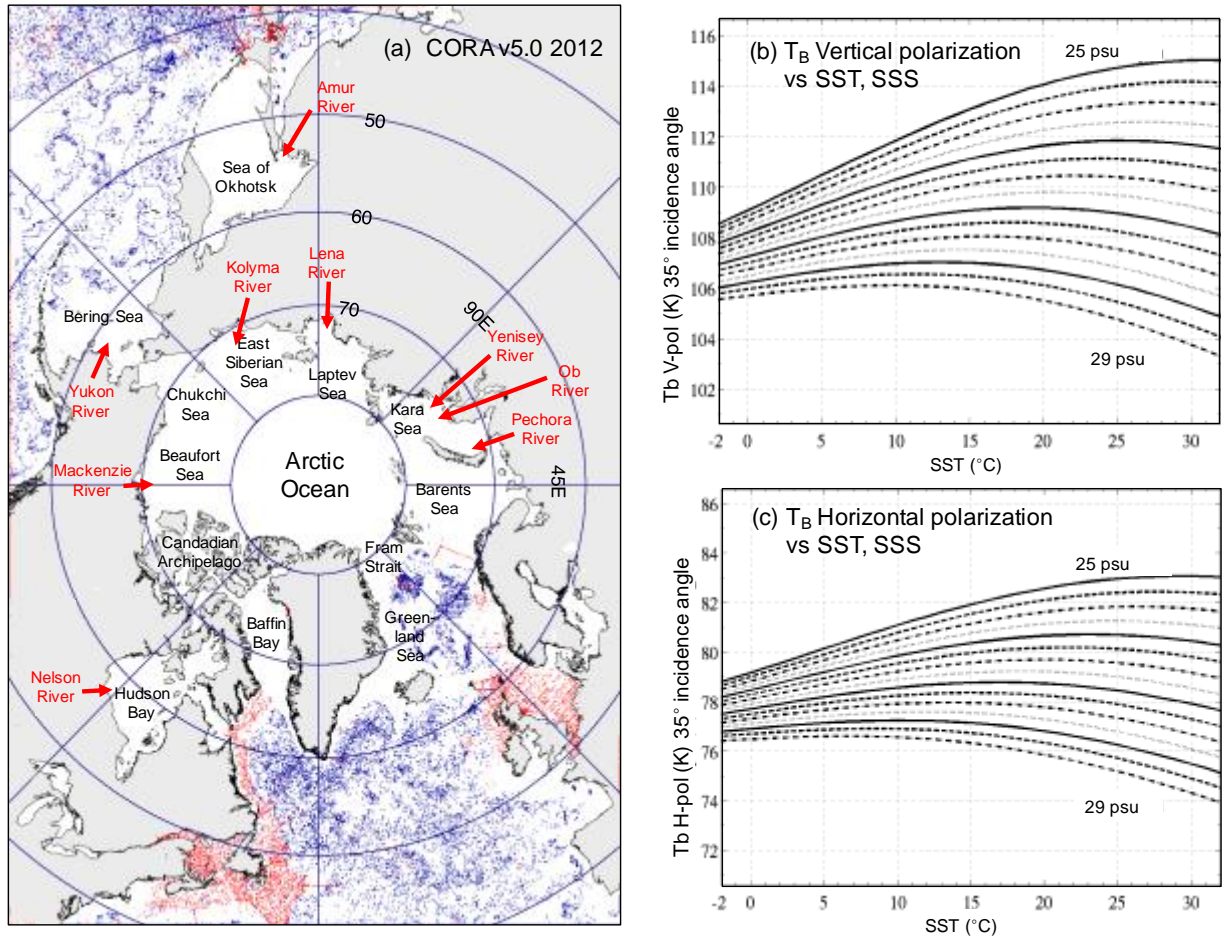 (a) CORAv5.0 2012
Amur
River
50
Sea of
Okhotsk
60
Lena
River
Kolyma
River
70
90E
Bering Sea
East
Siberian
Sea
Yenisey
River
Laptev
Sea
Ob
River
Yukon
River
Chukchi
Sea
Kara
Sea
Pechora
River
Beaufort
Sea
Arctic
Ocean
Mackenzie
River
45E
Barents
Sea
Candadian
Archipelago
Fram
Strait
Baffin
Bay
Green-
land
Sea
Nelson
River
Hudson
Bay
(b) TB Vertical polarization
vs SST, SSS
25 psu
29 psu
Tb V-pol (K) 35° incidence angle
116
114
112
110
108
106
104
102
-2 0 5 10 15 20 25 30
SST (°C)
(c) TB Horizontal polarization
vs SST, SSS
25 psu
29 psu
Tb H-pol (K) 35° incidence angle
86
84
82
80
78
76
74
72
-2 0 5 10 15 20 25 30
SST (°C)